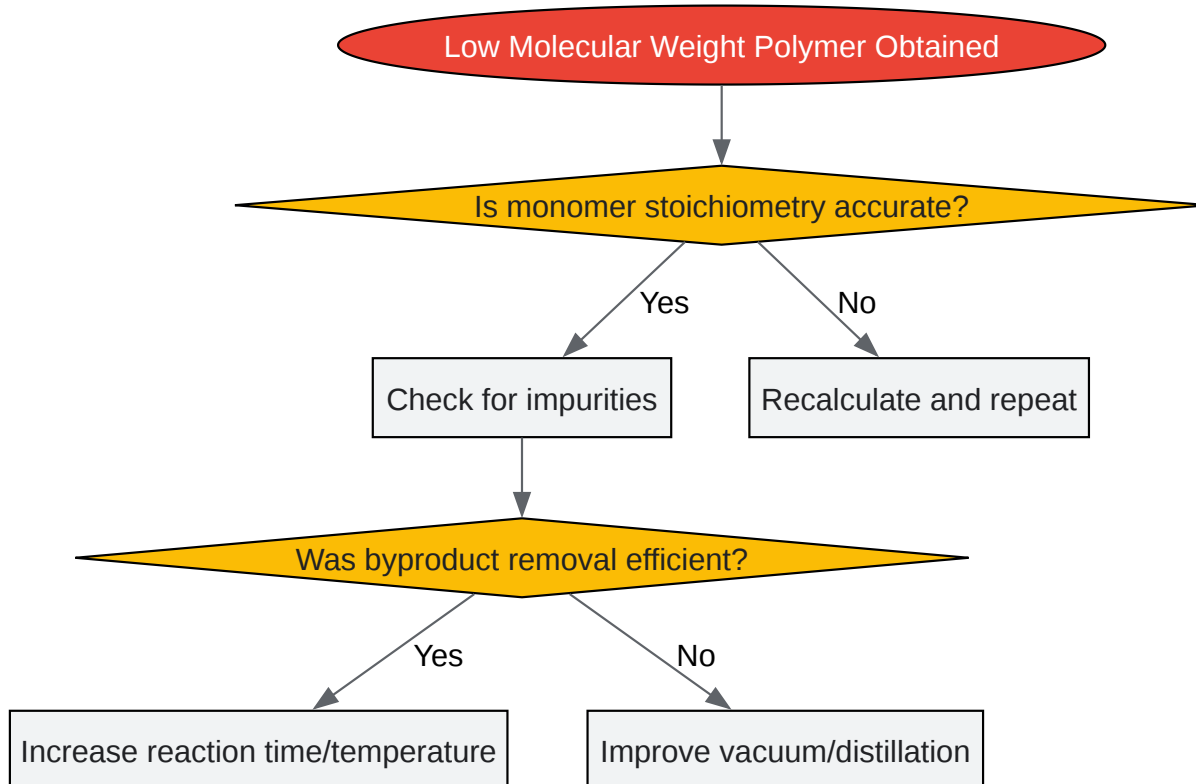 Low Molecular Weight Polymer Obtained
Is monomer stoichiometry accurate?
Yes
No
Check for impurities
Recalculate and repeat
Was byproduct removal efficient?
Yes
No
Increase reaction time/temperature
Improve vacuum/distillation